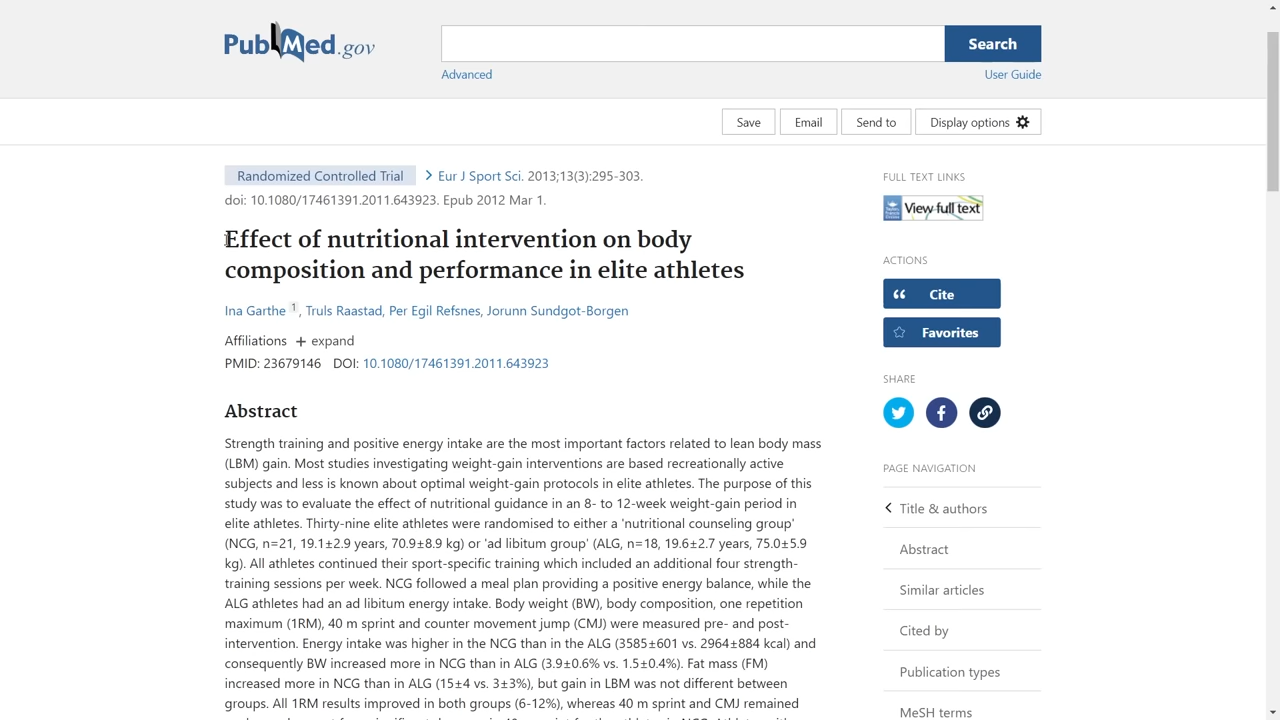 PubMed.gov
Search
Advanced
User Guide
Save
Email
Send to
Display options
Randomized Controlled Trial
Eur J Sport Sci. 2013;13(3):295-303.
doi: 10.1080/17461391.2011.643923. Epub 2012 Mar 1.
Effect of nutritional intervention on body
composition and performance in elite athletes
Ina Garthe 1, Truls Raastad, Per Egil Refsnes, Jorunn Sundgot-Borgen
Affiliations + expand
PMID: 23679146 DOI: 10.1080/17461391.2011.643923
Abstract
Strength training and positive energy intake are the most important factors related to lean body mass
(LBM) gain. Most studies investigating weight-gain interventions are based recreationally active
subjects and less is known about optimal weight-gain protocols in elite athletes. The purpose of this
study was to evaluate the effect of nutritional guidance in an 8- to 12-week weight-gain period in
elite athletes. Thirty-nine elite athletes were randomised to either a 'nutritional counseling group'
(NCG, n=21, 19.1±2.9 years, 70.9±8.9 kg) or 'ad libitum group' (ALG, n=18, 19.6±2.7 years, 75.0±5.9
kg). All athletes continued their sport-specific training which included an additional four strength-
training sessions per week. NCG followed a meal plan providing a positive energy balance, while the
ALG athletes had an ad libitum energy intake. Body weight (BW), body composition, one repetition
maximum (1RM), 40 m sprint and counter movement jump (CMJ) were measured pre- and post-
intervention. Energy intake was higher in the NCG than in the ALG (3585±601 vs. 2964±884 kcal) and
consequently BW increased more in NCG than in ALG (3.9±0.6% vs. 1.5±0.4%). Fat mass (FM)
increased more in NCG than in ALG (15±4 vs. 3±3%), but gain in LBM was not different between
groups. All 1RM results improved in both groups (6-12%), whereas 40 m sprint and CMJ remained
FULL TEXT LINKS
View full text
ACTIONS
Cite
Favorites
SHARE
PAGE NAVIGATION
Title & authors
Abstract
Similar articles
Cited by
Publication types
MeSH terms